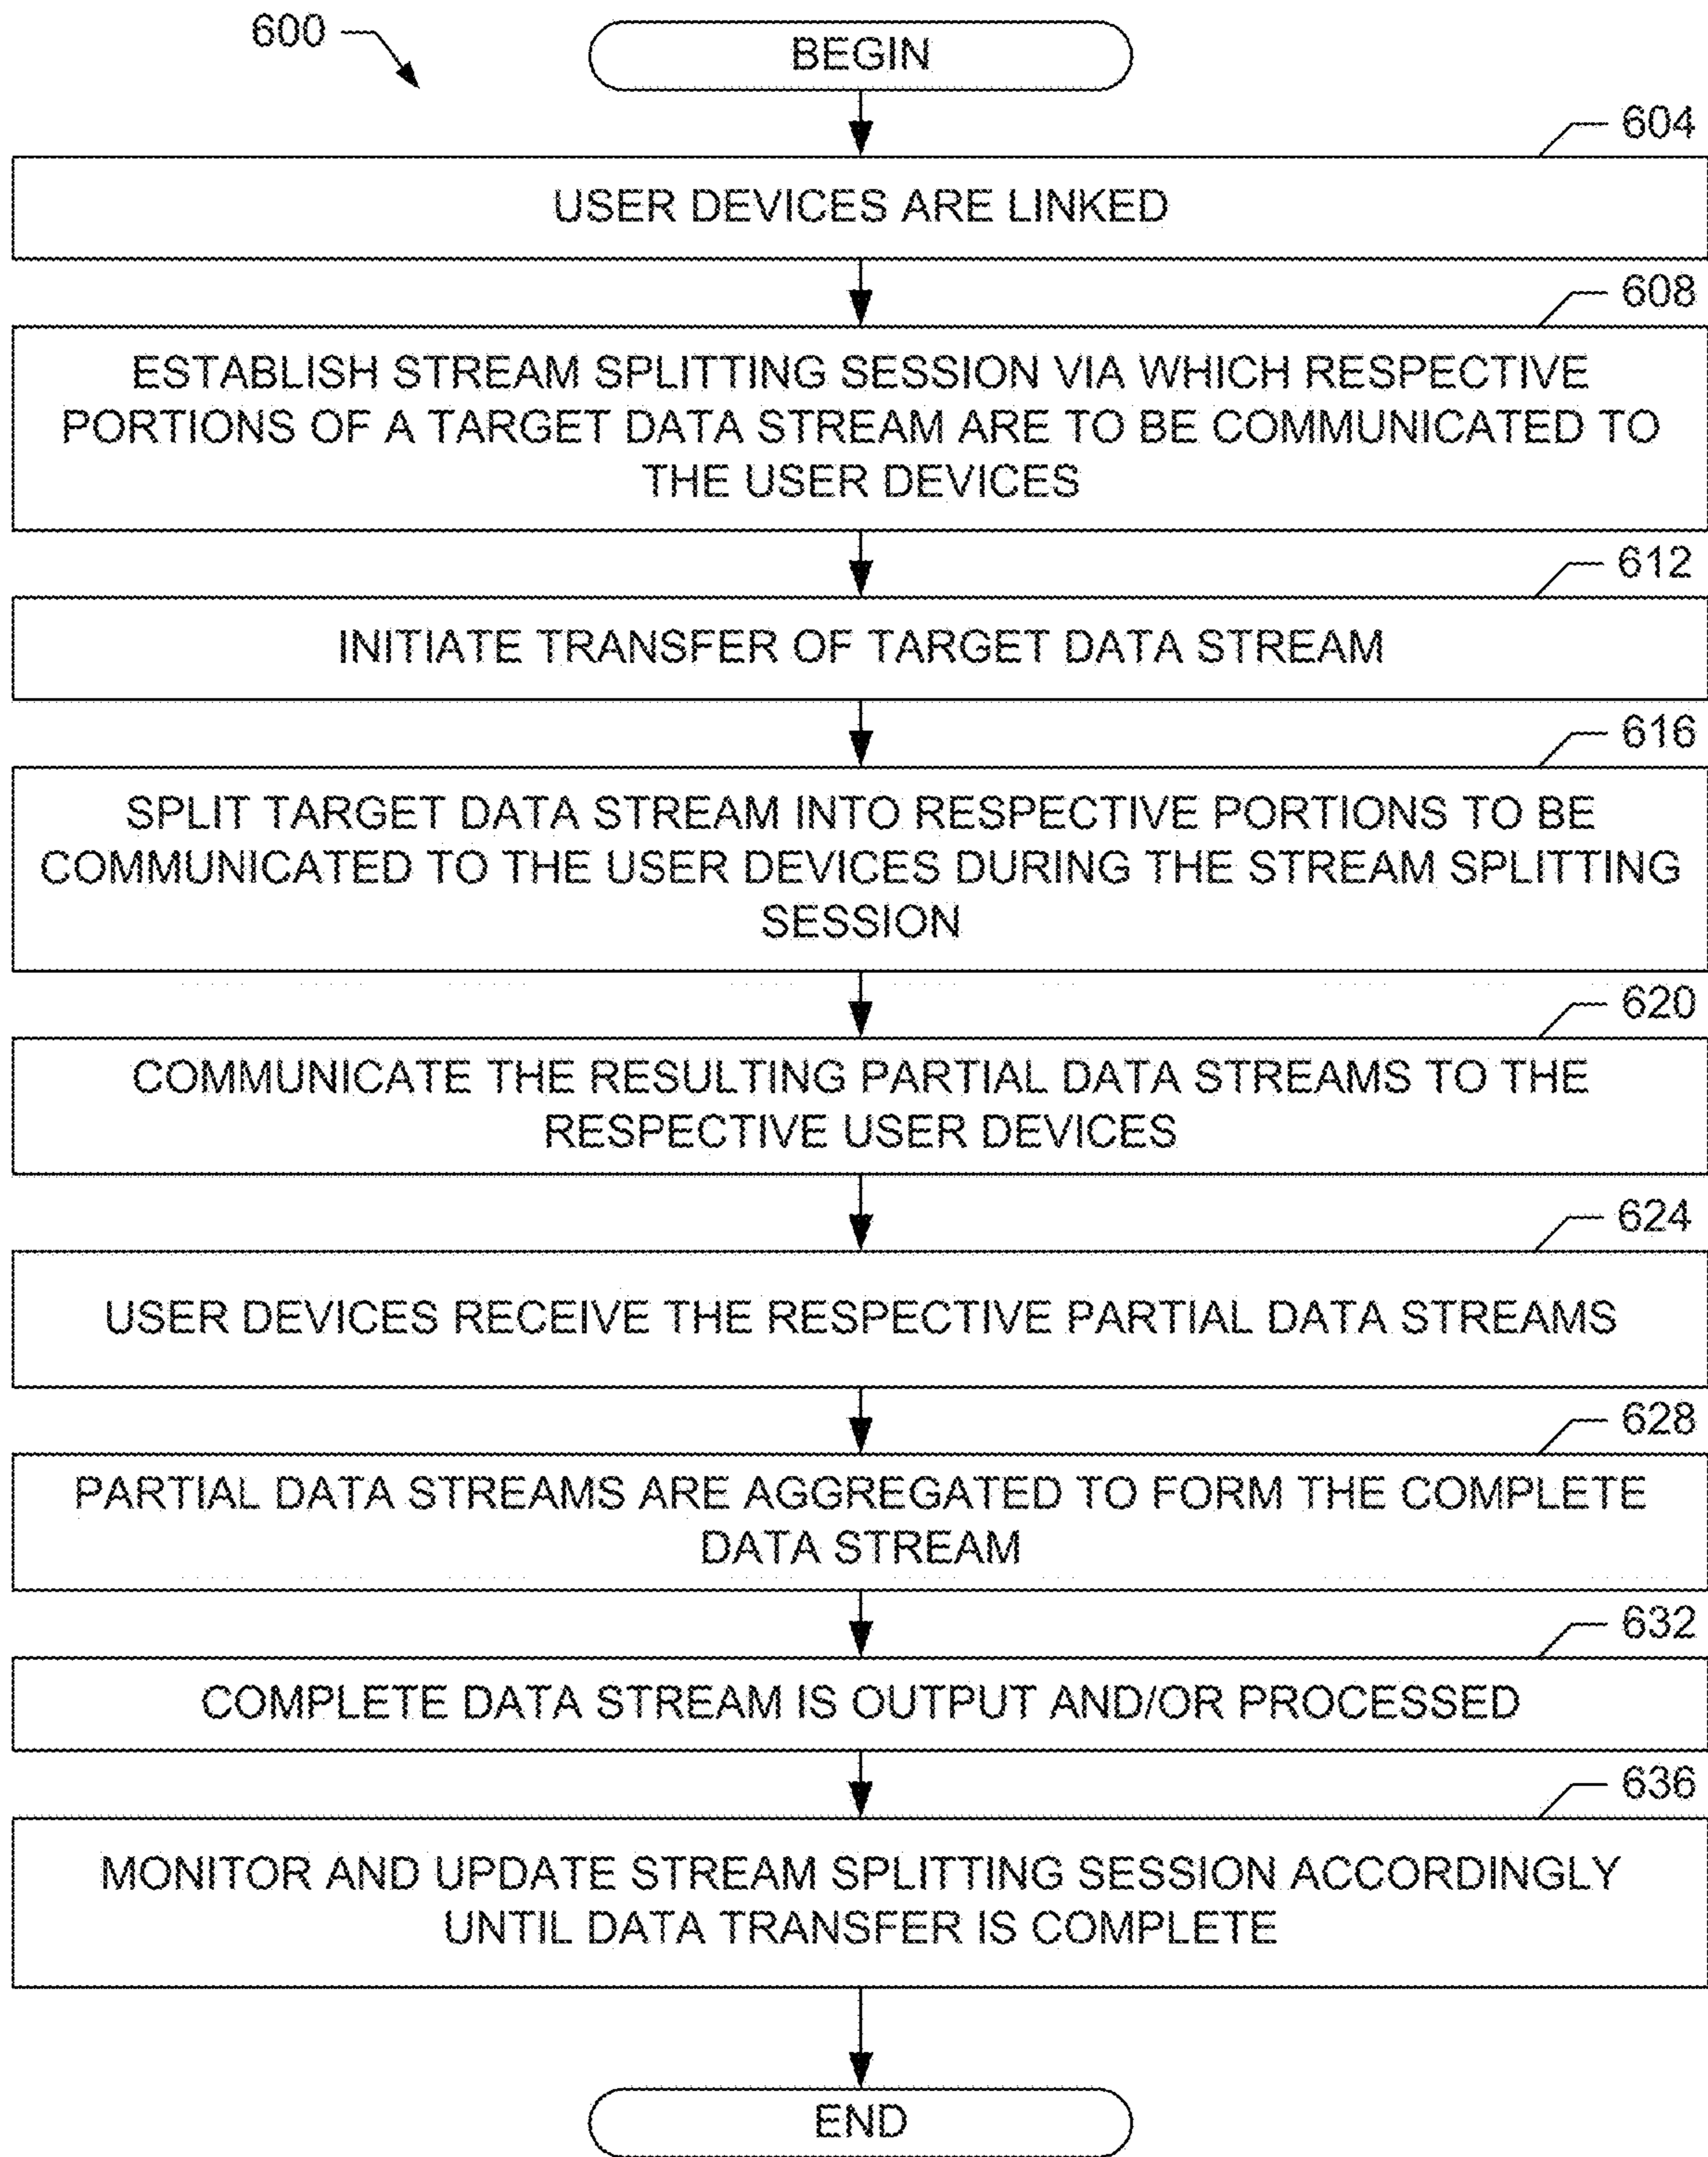 600
BEGIN
604
USER DEVICES ARE LINKED
608
ESTABLISH STREAM SPLITTING SESSION VIA WHICH RESPECTIVE
PORTIONS OF A TARGET DATA STREAM ARE TO BE COMMUNICATED TO
THE USER DEVICES
612
INITIATE TRANSFER OF TARGET DATA STREAM
616
SPLIT TARGET DATA STREAM INTO RESPECTIVE PORTIONS TO BE
COMMUNICATED TO THE USER DEVICES DURING THE STREAM SPLITTING
SESSION
620
COMMUNICATE THE RESULTING PARTIAL DATA STREAMS TO THE
RESPECTIVE USER DEVICES
624
USER DEVICES RECEIVE THE RESPECTIVE PARTIAL DATA STREAMS
628
PARTIAL DATA STREAMS ARE AGGREGATED TO FORM THE COMPLETE
DATA STREAM
632
COMPLETE DATA STREAM IS OUTPUT AND/OR PROCESSED
636
MONITOR AND UPDATE STREAM SPLITTING SESSION ACCORDINGLY
UNTIL DATA TRANSFER IS COMPLETE
END